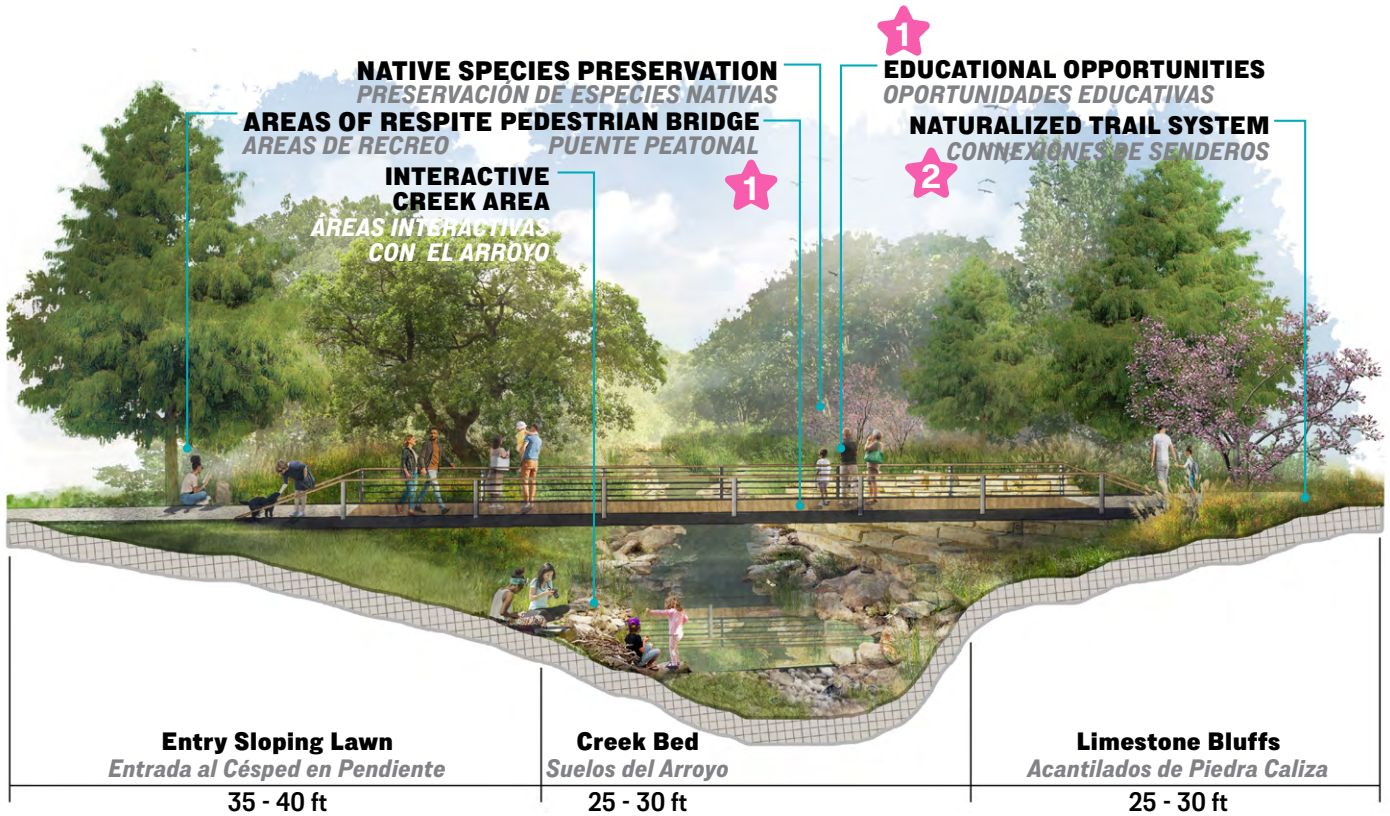 1
NATIVE SPECIES PRESERVATION
PRESERVACIÓN DE ESPECIES NATIVAS
EDUCATIONAL OPPORTUNITIES
OPORTUNIDADES EDUCATIVAS
AREAS OF RESPITE
AREAS DE RECREO
PEDESTRIAN BRIDGE
PUENTE PEATONAL
1
NATURALIZED TRAIL SYSTEM
CONNEXIONES DE SENDEROS
2
INTERACTIVE
CREEK AREA
ÁREAS INTERACTIVAS
CON EL ARROYO
Entry Sloping Lawn
Entrada al Césped en Pendiente
35 - 40 ft
Creek Bed
Suelos del Arroyo
25 - 30 ft
Limestone Bluffs
Acantilados de Piedra Caliza
25 - 30 ft